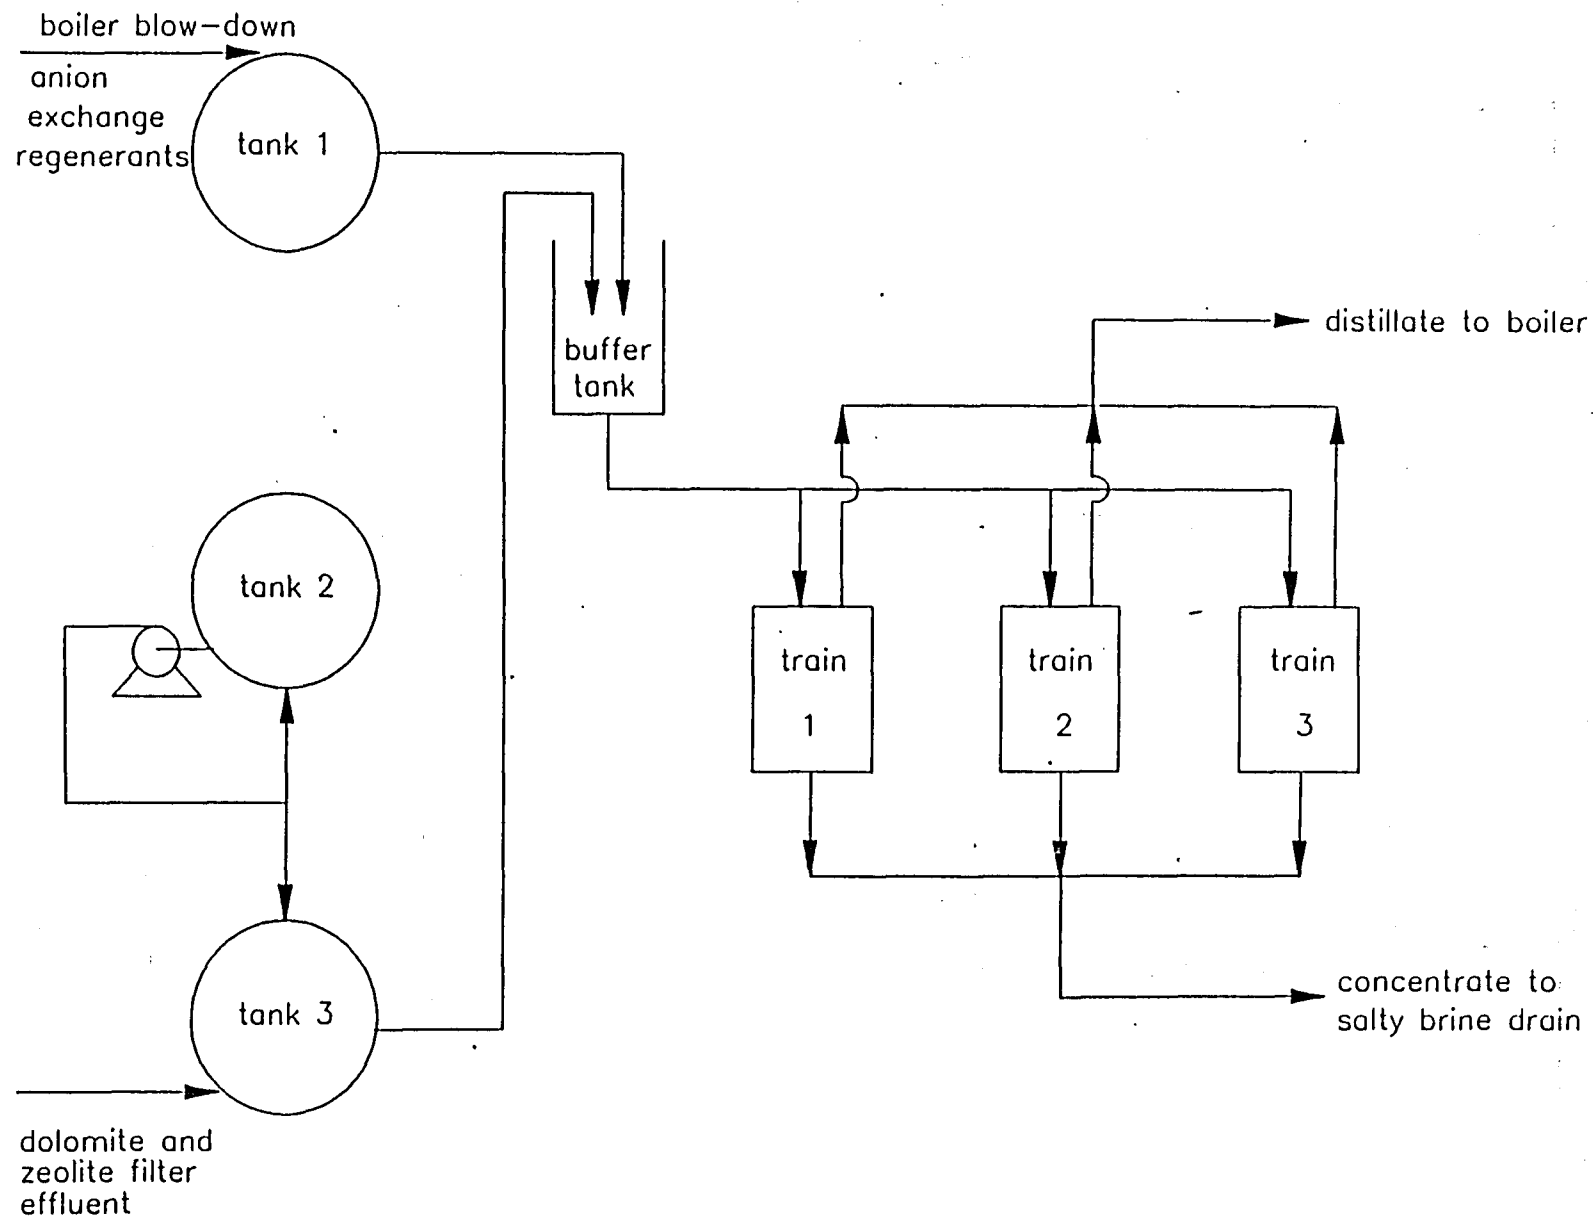 boiler blow-down
anion
exchange
regenerants
tank 1
buffer
tank
distillate to boiler
tank 2
train
1
train
2
train
3
tank 3
concentrate to
salty brine drain
dolomite and
zeolite filter
effluent